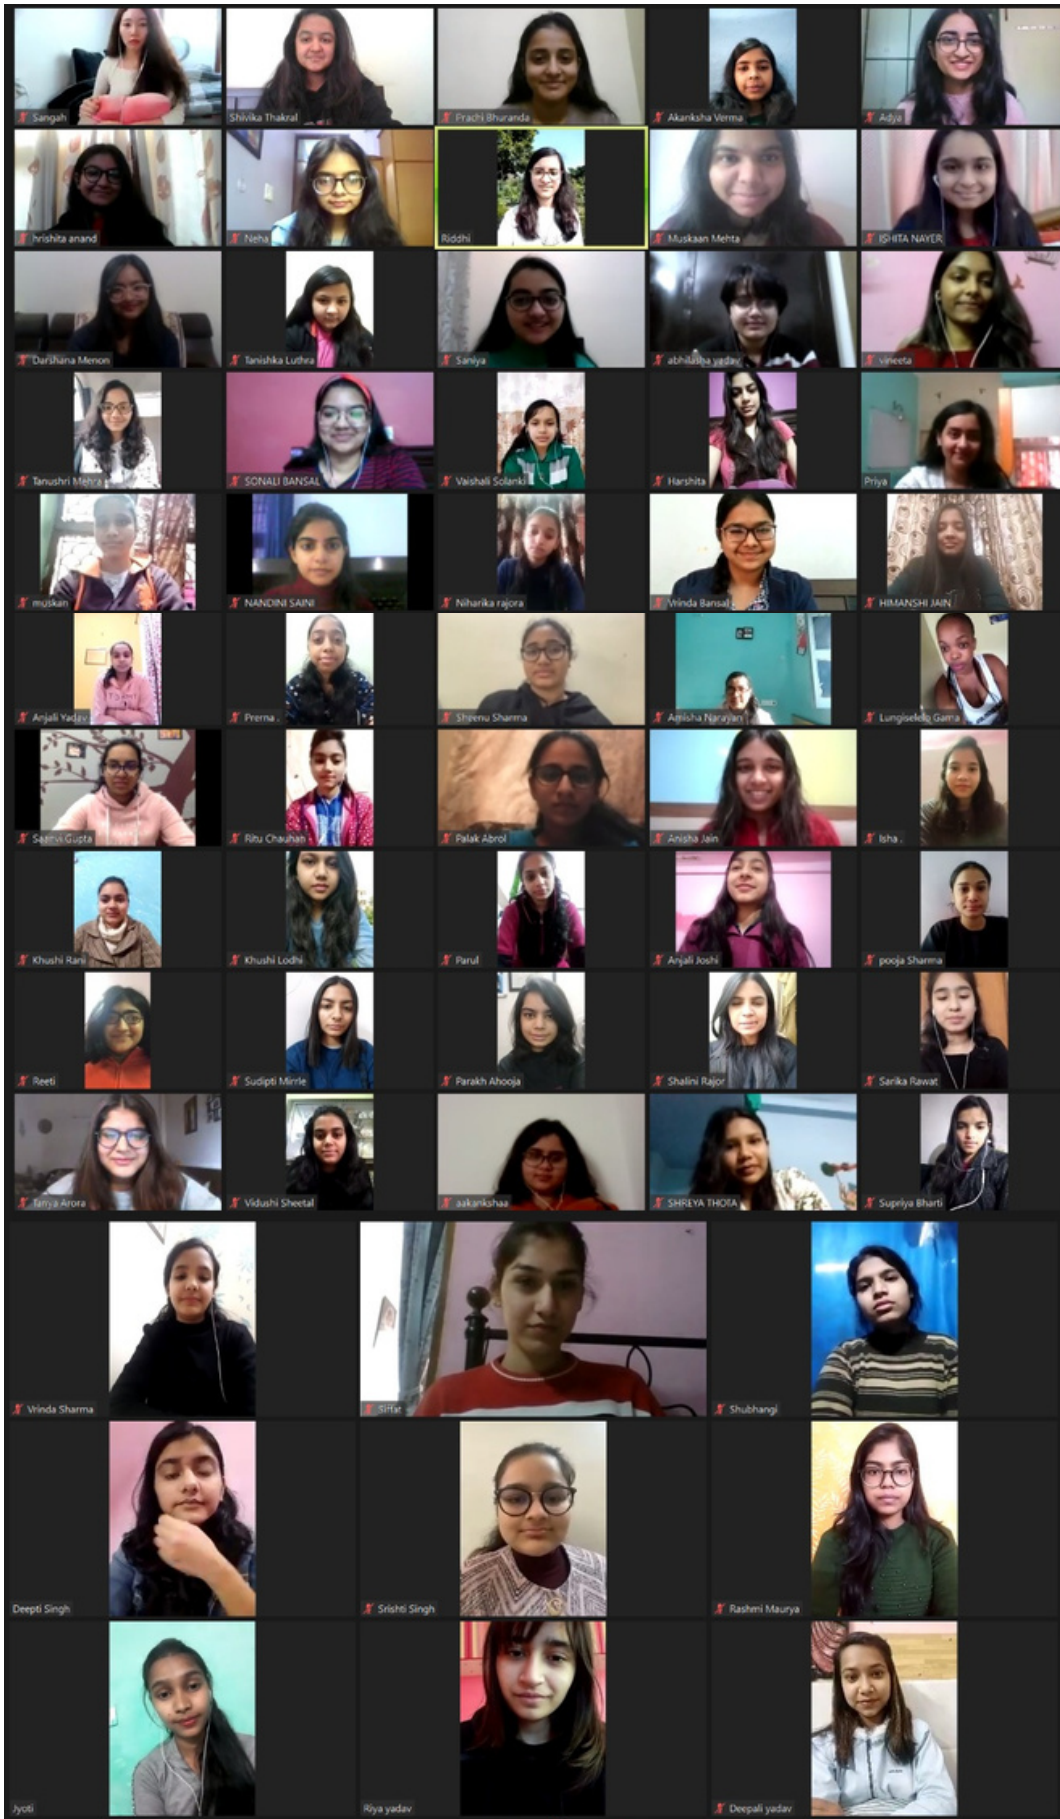 Sangah
Shivika Thakral
Prachi Bhuranda
Akanksha Verma
Adya
hrishita anand
Neha
Riddhi
Muskaan Mehta
ISHITA NAYER
Darshana Menon
Tanishka Luthra
Saniya
abhilasha yadav
vineeta
Tanushri Mehra
SONALI BANSAL
Vaishali Solanki
Harshita
Priya
muskan
NANDINI SAINI
Niharika rajora
Vrinda Bansal
HIMANSHI JAIN
Anjali Yadav
Prerna .
Sheenu Sharma
Amisha Narayan
Lungiselelo Gama
Saanvi Gupta
Ritu Chauhan
Palak Abrol
Anisha Jain
Isha .
Khushi Rani
Khushi Lodhi
Parul
Anjali Joshi
pooja Sharma
Reeti
Sudipti Mirrle
Parakh Ahooja
Shalini Rajor
Sarika Rawat
Tanya Arora
Vidushi Sheetal
aakankshaa
SHREYA THOTA
Supriya Bharti
Vrinda Sharma
Siffat
Shubhangi
Deepti Singh
Srishti Singh
Rashmi Maurya
Jyoti
Riya yadav
Deepali yadav